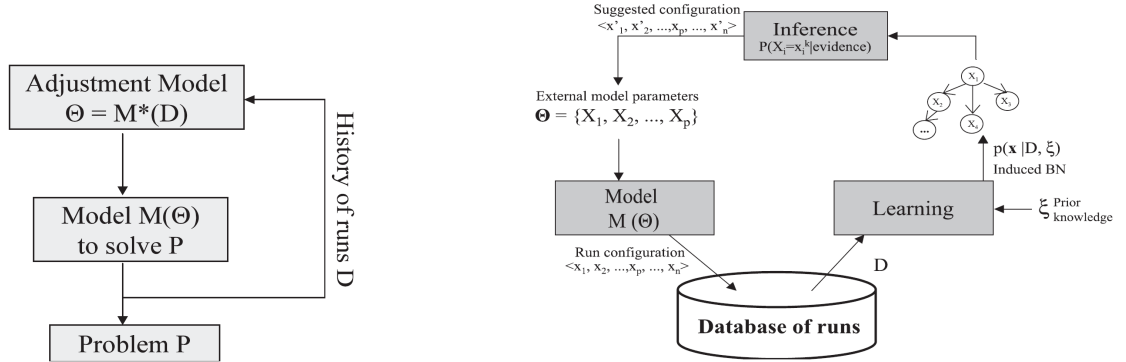 Adjustment Model
Θ = M*(D)
Model M(Θ)
to solve P
Problem P
History of runs D
Suggested configuration
<x'₁, x'₂, ...,xₚ, ..., x'ₙ>
Inference
P(Xᵢ=xᵢᵏ|evidence)
External model parameters
Θ = {X₁, X₂, ..., Xₚ}
Model
M (Θ)
Run configuration
<x₁, x₂, ...,xₚ, ..., xₙ>
Database of runs
D
Learning
ξ Prior
knowledge
p(x |D, ξ)
Induced BN
X₁
X₂
X₃
...
X₄